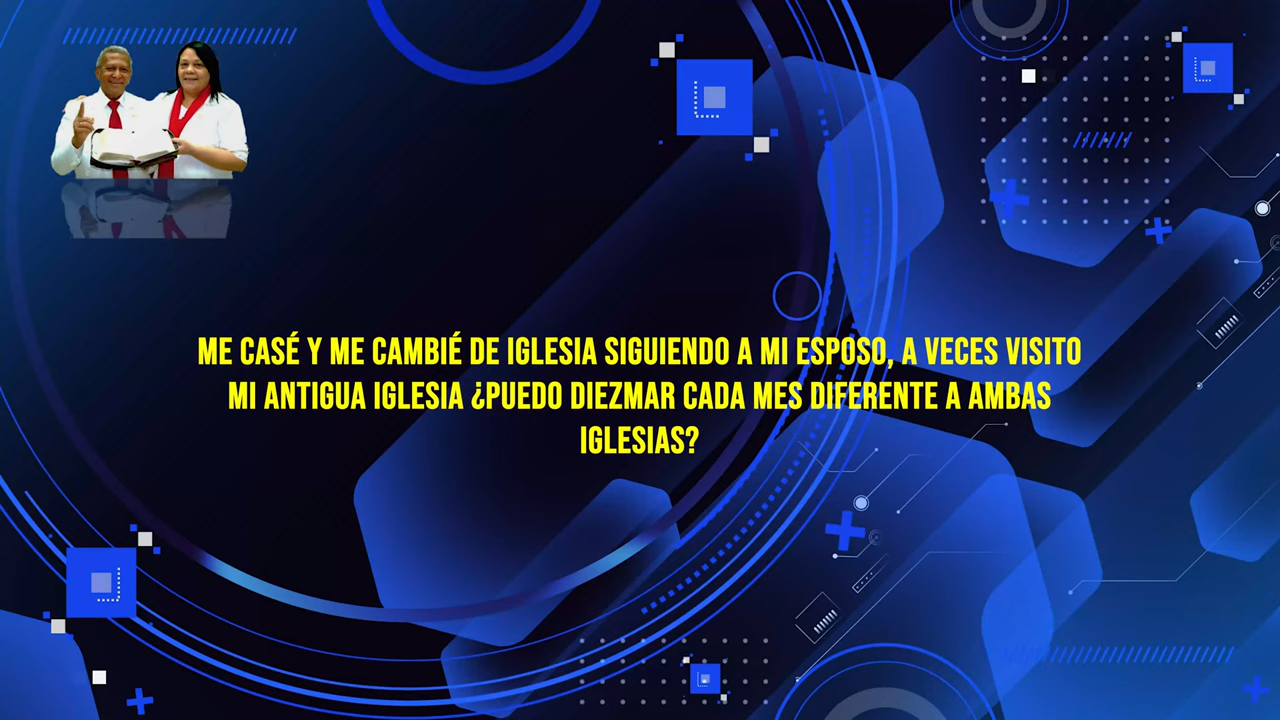 ME CASÉ Y ME CAMBIÉ DE IGLESIA SIGUIENDO A MI ESPOSO, A VECES VISITO
MI ANTIGUA IGLESIA ¿PUEDO DIEZMAR CADA MES DIFERENTE A AMBAS
IGLESIAS?